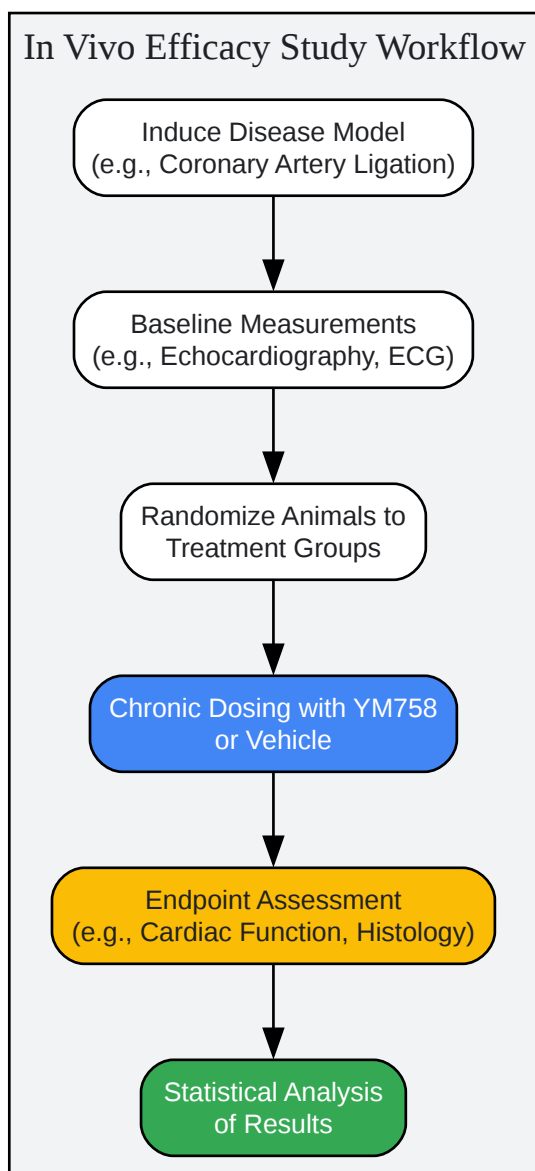 In Vivo Efficacy Study Workflow
Induce Disease Model
(e.g., Coronary Artery Ligation)
Baseline Measurements
(e.g., Echocardiography, ECG)
Randomize Animals to
Treatment Groups
Chronic Dosing with YM758
or Vehicle
Endpoint Assessment
(e.g., Cardiac Function, Histology)
Statistical Analysis
of Results